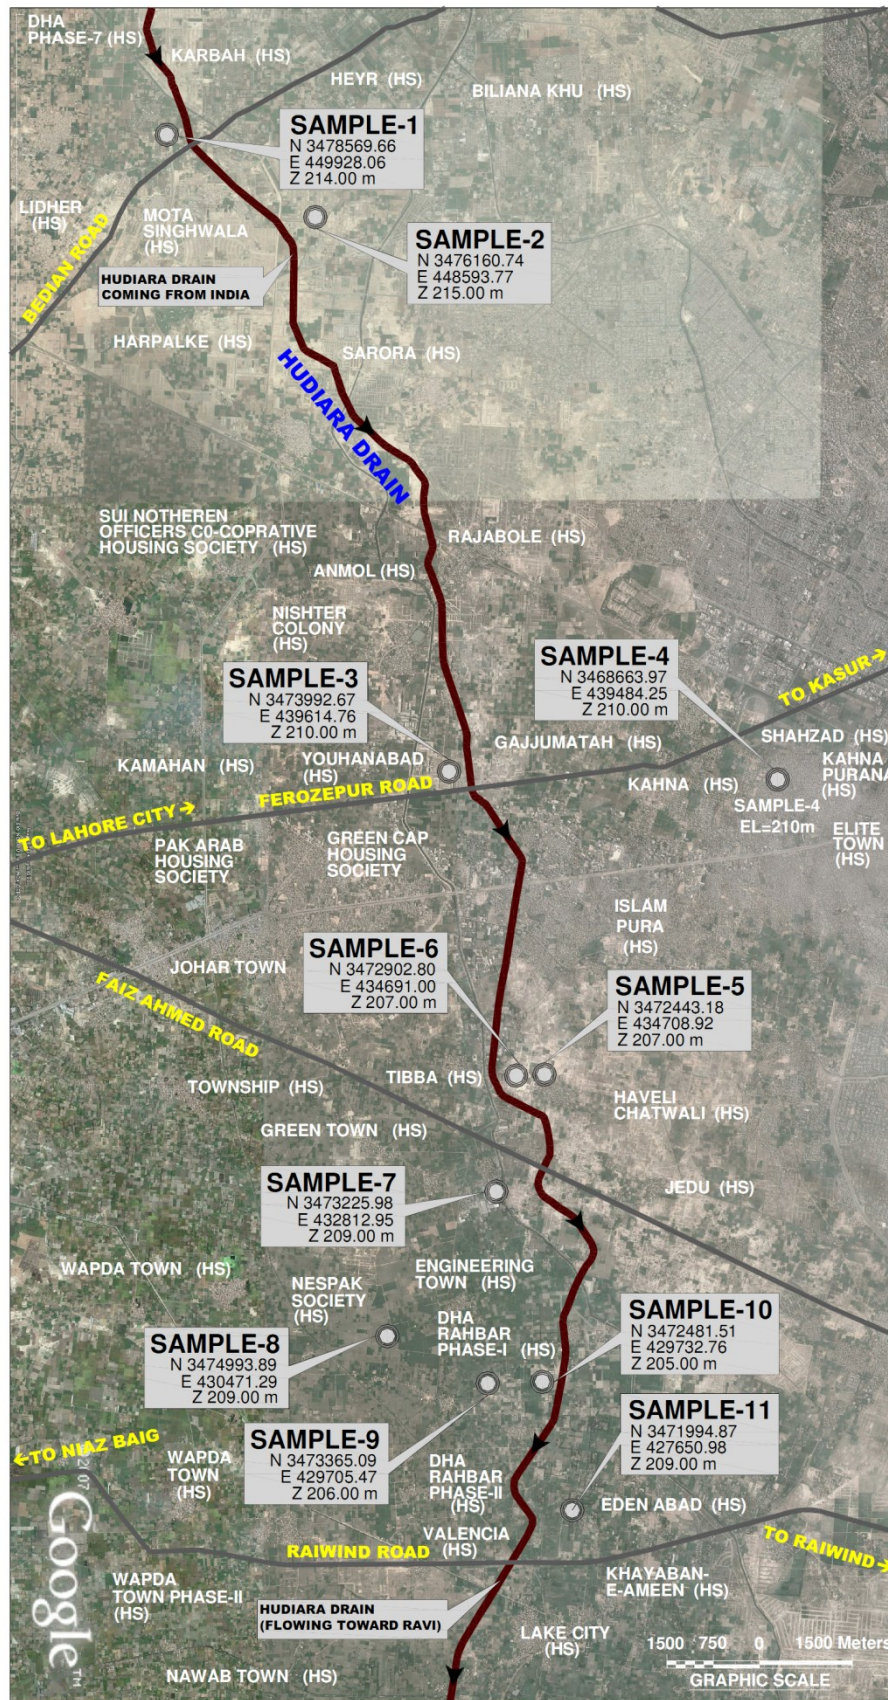 DHA
PHASE-7 (HS)
KARBAH (HS)
HEYR (HS)
BILIANA KHU (HS)
SAMPLE-1
N 3478569.66
E 449928.06
Z 214.00 m
LIDHER
(HS)
MOTA
SINGHWALA
(HS)
BEDIAN ROAD
SAMPLE-2
N 3476160.74
E 448593.77
Z 215.00 m
HUDIARA DRAIN
COMING FROM INDIA
HARPALKE (HS)
SARORA (HS)
HUDIARA DRAIN
SUI NOTHEREN
OFFICERS C0-COPRATIVE
HOUSING SOCIETY (HS)
RAJABOLE (HS)
ANMOL (HS)
NISHTER
COLONY
(HS)
SAMPLE-4
N 3468663.97
E 439484.25
Z 210.00 m
TO KASUR→
SAMPLE-3
N 3473992.67
E 439614.76
Z 210.00 m
SHAHZAD (HS)
GAJJUMATAH (HS)
KAHNA
PURANA
(HS)
KAMAHAN (HS)
YOUHANABAD
(HS)
KAHNA (HS)
FEROZEPUR ROAD
SAMPLE-4
EL=210m
TO LAHORE CITY→
ELITE
TOWN
(HS)
PAK ARAB
HOUSING
SOCIETY
GREEN CAP
HOUSING
SOCIETY
ISLAM
PURA
(HS)
JOHAR TOWN
SAMPLE-6
N 3472902.80
E 434691.00
Z 207.00 m
SAMPLE-5
N 3472443.18
E 434708.92
Z 207.00 m
FAIZ AHMED ROAD
TOWNSHIP (HS)
TIBBA (HS)
HAVELI
CHATWALI (HS)
GREEN TOWN (HS)
SAMPLE-7
N 3473225.98
E 432812.95
Z 209.00 m
JEDU (HS)
WAPDA TOWN (HS)
ENGINEERING
TOWN (HS)
NESPAK
SOCIETY
(HS)
DHA
RAHBAR
PHASE-I (HS)
SAMPLE-10
N 3472481.51
E 429732.76
Z 205.00 m
SAMPLE-8
N 3474993.89
E 430471.29
Z 209.00 m
SAMPLE-11
N 3471994.87
E 427650.98
Z 209.00 m
SAMPLE-9
N 3473365.09
E 429705.47
Z 206.00 m
←TO NIAZ BAIG
WAPDA
TOWN
(HS)
DHA
RAHBAR
PHASE-II
(HS)
EDEN ABAD (HS)
VALENCIA
(HS)
RAIWIND ROAD
TO RAIWIND→
Google™
WAPDA
TOWN PHASE-II
(HS)
KHAYABAN-
E-AMEEN (HS)
HUDIARA DRAIN
(FLOWING TOWARD RAVI)
LAKE CITY
(HS)
1500 750 0 1500 Meters
GRAPHIC SCALE
NAWAB TOWN (HS)